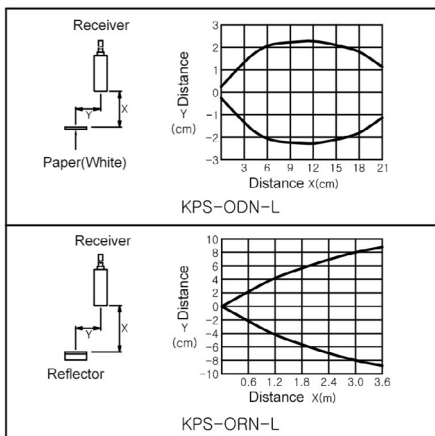 Receiver
X
Y
Paper(White)
3
2
1
0
-1
-2
-3
Y Distance
(cm)
3 6 9 12 15 18 21
Distance X(cm)
KPS-ODN-L
Receiver
X
Y
Reflector
10
8
6
4
2
0
-2
-4
-6
-8
-10
Y Distance
(cm)
0.6 1.2 1.8 2.4 3.0 3.6
Distance X(m)
KPS-ORN-L